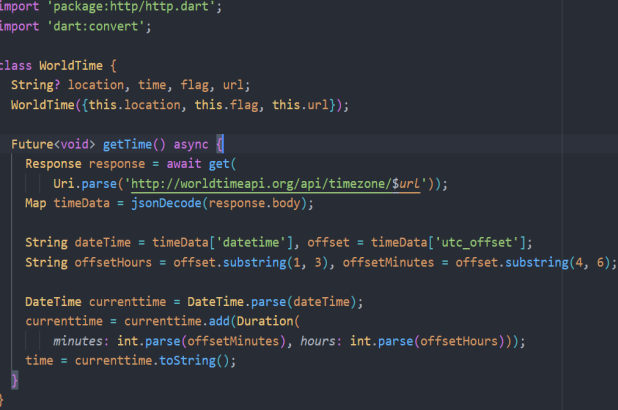 import 'package:http/http.dart';
import 'dart:convert';
class WorldTime {
String? location, time, flag, url;
WorldTime({this.location, this.flag, this.url});
Future<void> getTime() async {
Response response = await get(
Uri.parse('http://worldtimeapi.org/api/timezone/$url'));
Map timeData = jsonDecode(response.body);
String dateTime = timeData['datetime'], offset = timeData['utc_offset'];
String offsetHours = offset.substring(1, 3), offsetMinutes = offset.substring(4, 6);
DateTime currenttime = DateTime.parse(dateTime);
currenttime = currenttime.add(Duration(
minutes: int.parse(offsetMinutes), hours: int.parse(offsetHours)));
time = currenttime.toString();
}
}